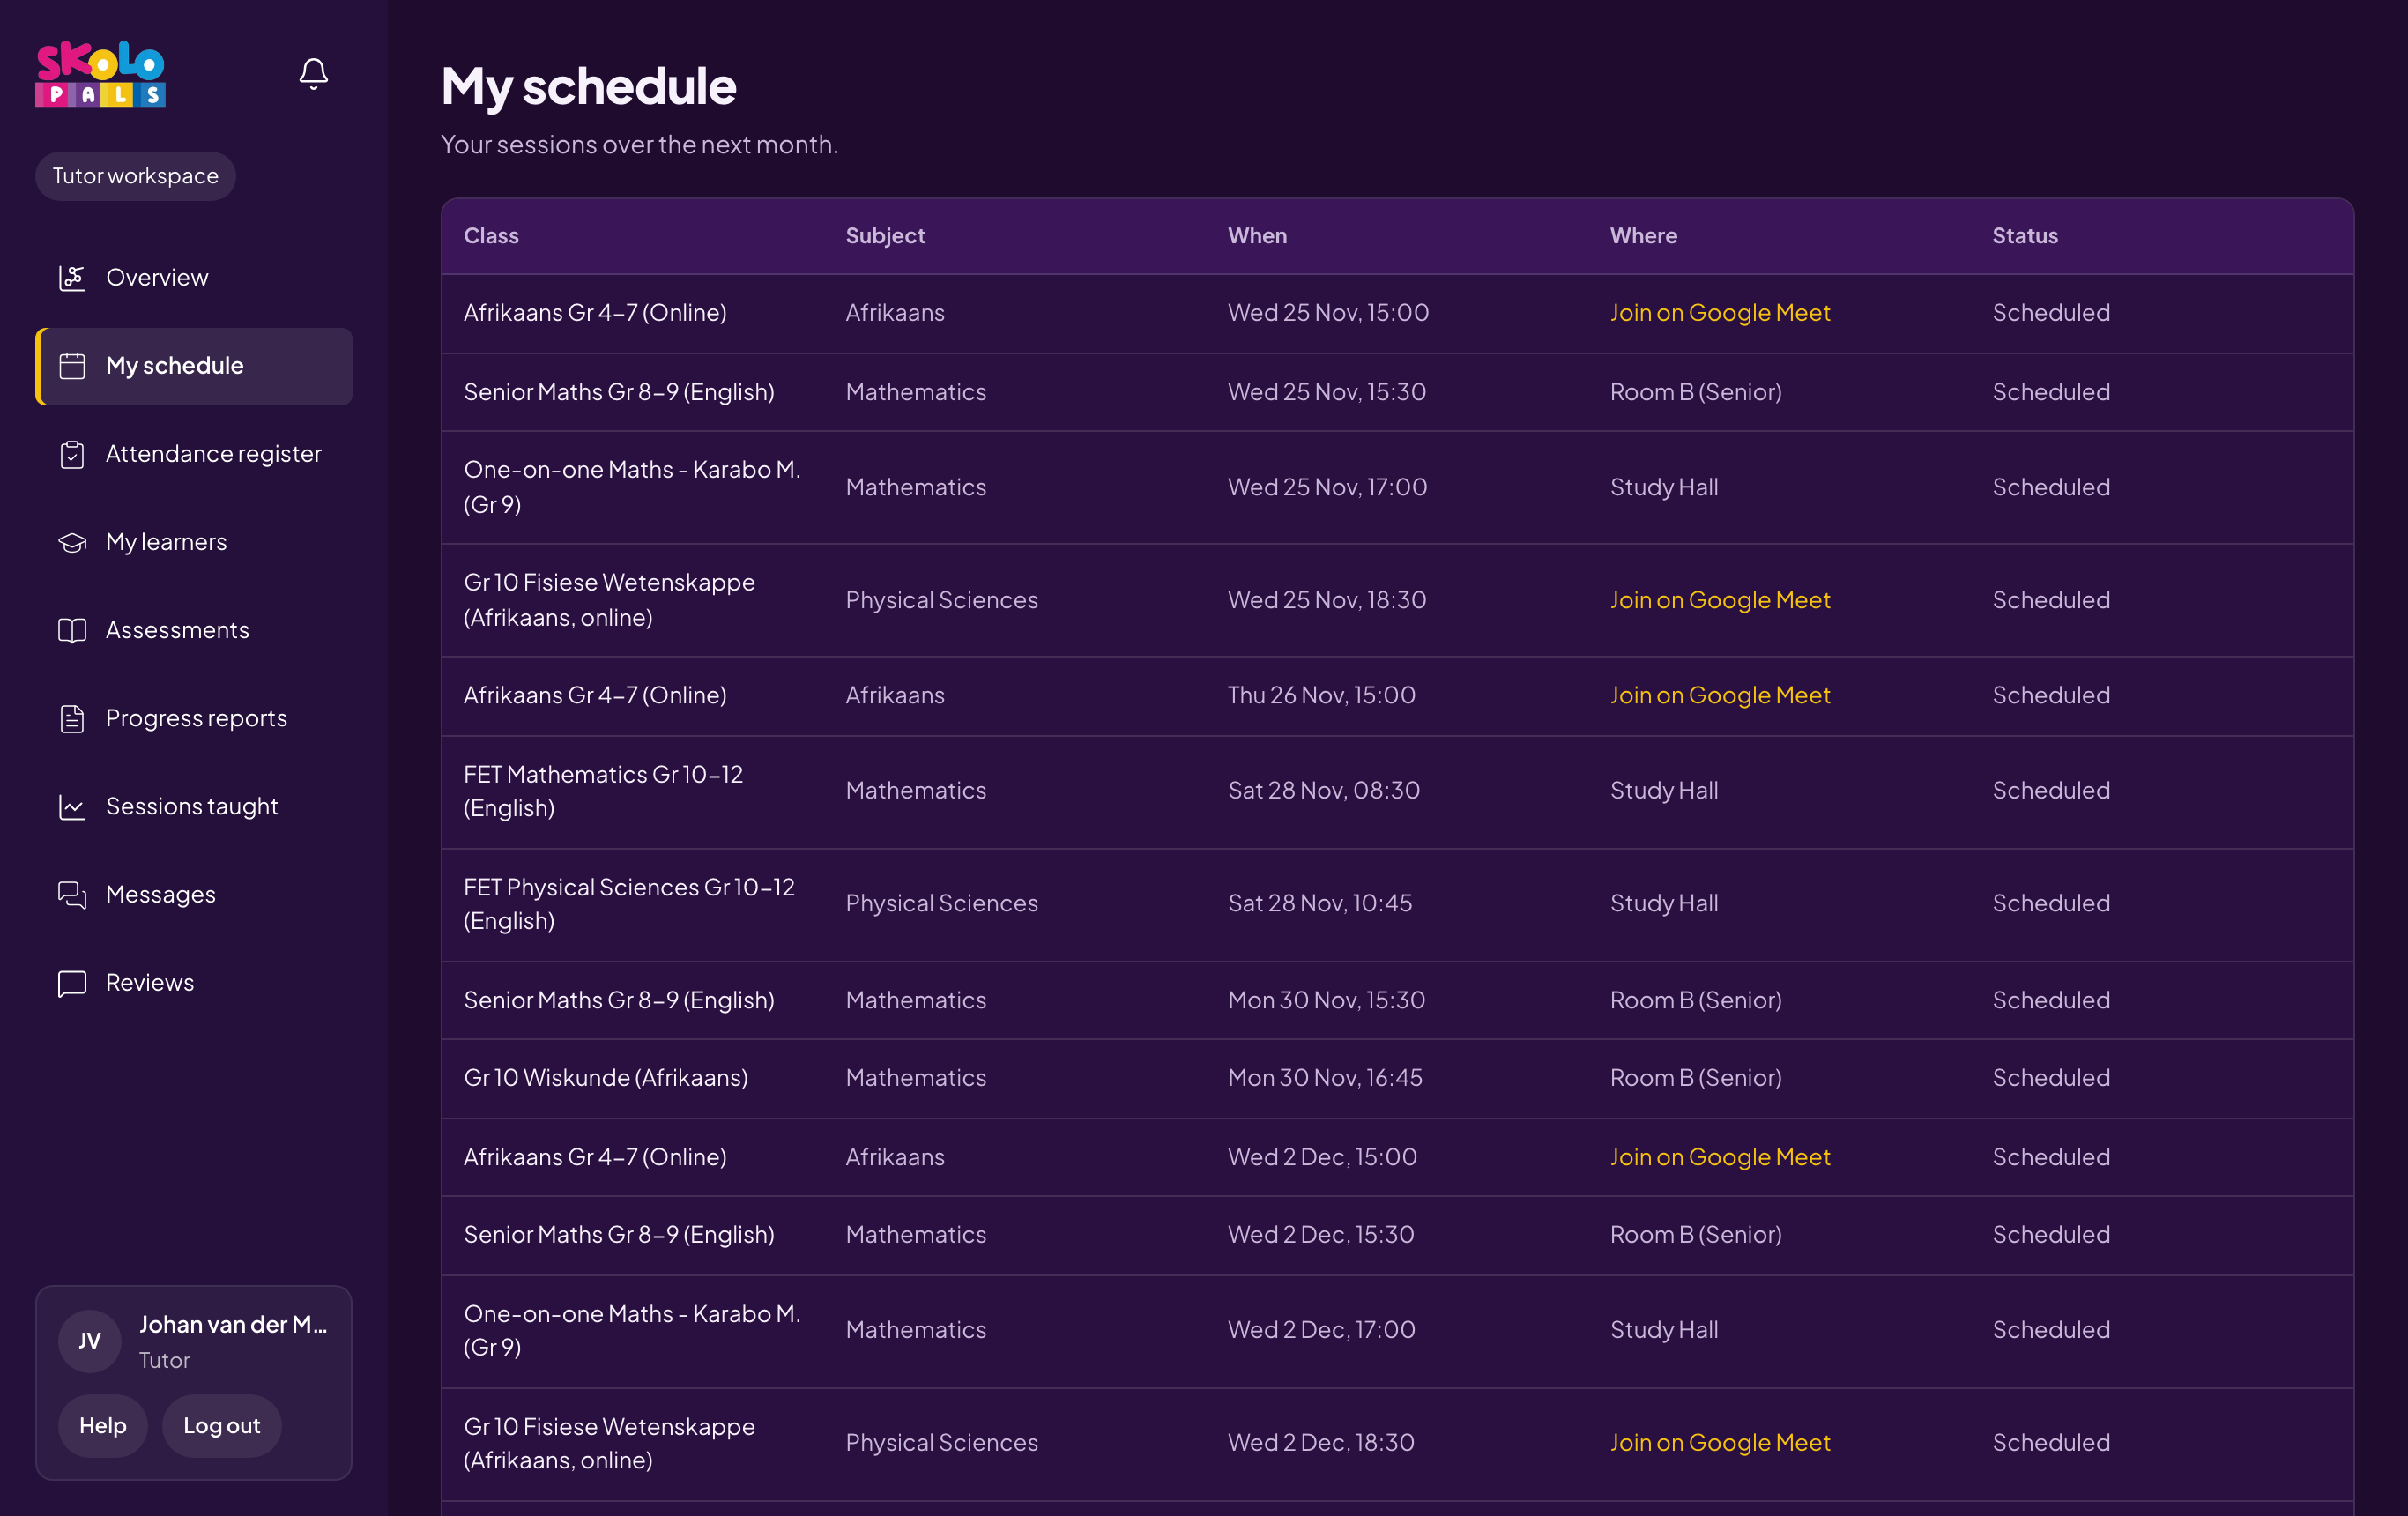 SKOLO
PALS
Tutor workspace
Overview
My schedule
Attendance register
My learners
Assessments
Progress reports
Sessions taught
Messages
Reviews
JV
Johan van der M...
Tutor
Help
Log out
My schedule
Your sessions over the next month.
Class Subject When Where Status
Afrikaans Gr 4–7 (Online) Afrikaans Wed 25 Nov, 15:00 Join on Google Meet Scheduled
Senior Maths Gr 8–9 (English) Mathematics Wed 25 Nov, 15:30 Room B (Senior) Scheduled
One-on-one Maths - Karabo M.
(Gr 9) Mathematics Wed 25 Nov, 17:00 Study Hall Scheduled
Gr 10 Fisiese Wetenskappe
(Afrikaans, online) Physical Sciences Wed 25 Nov, 18:30 Join on Google Meet Scheduled
Afrikaans Gr 4–7 (Online) Afrikaans Thu 26 Nov, 15:00 Join on Google Meet Scheduled
FET Mathematics Gr 10–12
(English) Mathematics Sat 28 Nov, 08:30 Study Hall Scheduled
FET Physical Sciences Gr 10–12
(English) Physical Sciences Sat 28 Nov, 10:45 Study Hall Scheduled
Senior Maths Gr 8–9 (English) Mathematics Mon 30 Nov, 15:30 Room B (Senior) Scheduled
Gr 10 Wiskunde (Afrikaans) Mathematics Mon 30 Nov, 16:45 Room B (Senior) Scheduled
Afrikaans Gr 4–7 (Online) Afrikaans Wed 2 Dec, 15:00 Join on Google Meet Scheduled
Senior Maths Gr 8–9 (English) Mathematics Wed 2 Dec, 15:30 Room B (Senior) Scheduled
One-on-one Maths - Karabo M.
(Gr 9) Mathematics Wed 2 Dec, 17:00 Study Hall Scheduled
Gr 10 Fisiese Wetenskappe
(Afrikaans, online) Physical Sciences Wed 2 Dec, 18:30 Join on Google Meet Scheduled